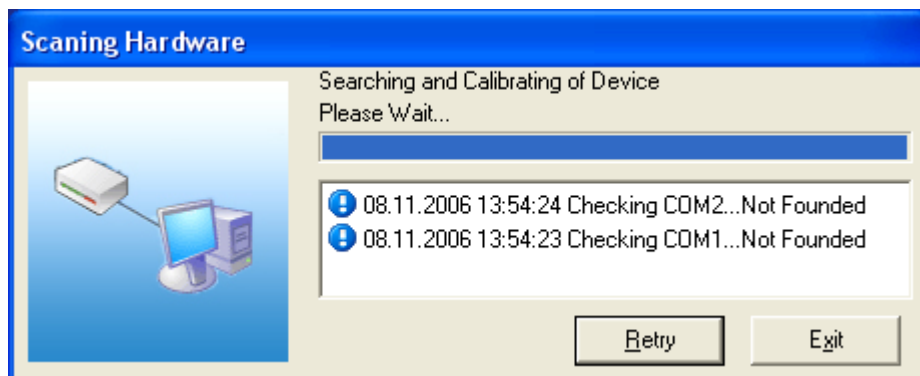 Scaning Hardware
Searching and Calibrating of Device
Please Wait...
08.11.2006 13:54:24 Checking COM2...Not Founded
08.11.2006 13:54:23 Checking COM1...Not Founded
Retry
Exit